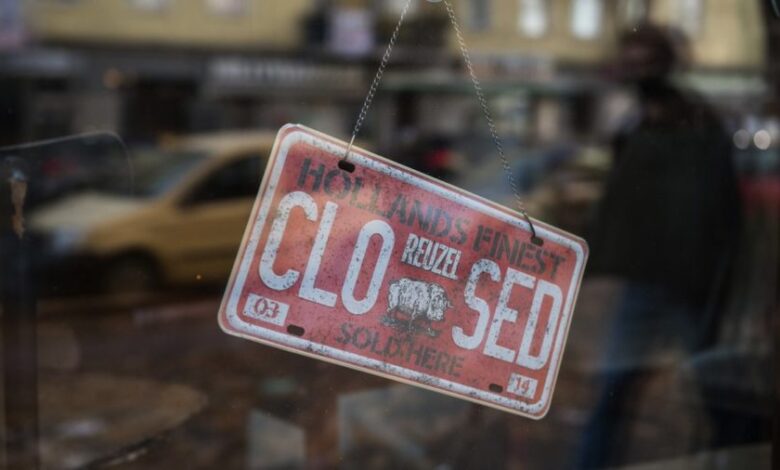 HOLLANDS FINEST
CLO REUZEL SED
SOLD HERE
03 14